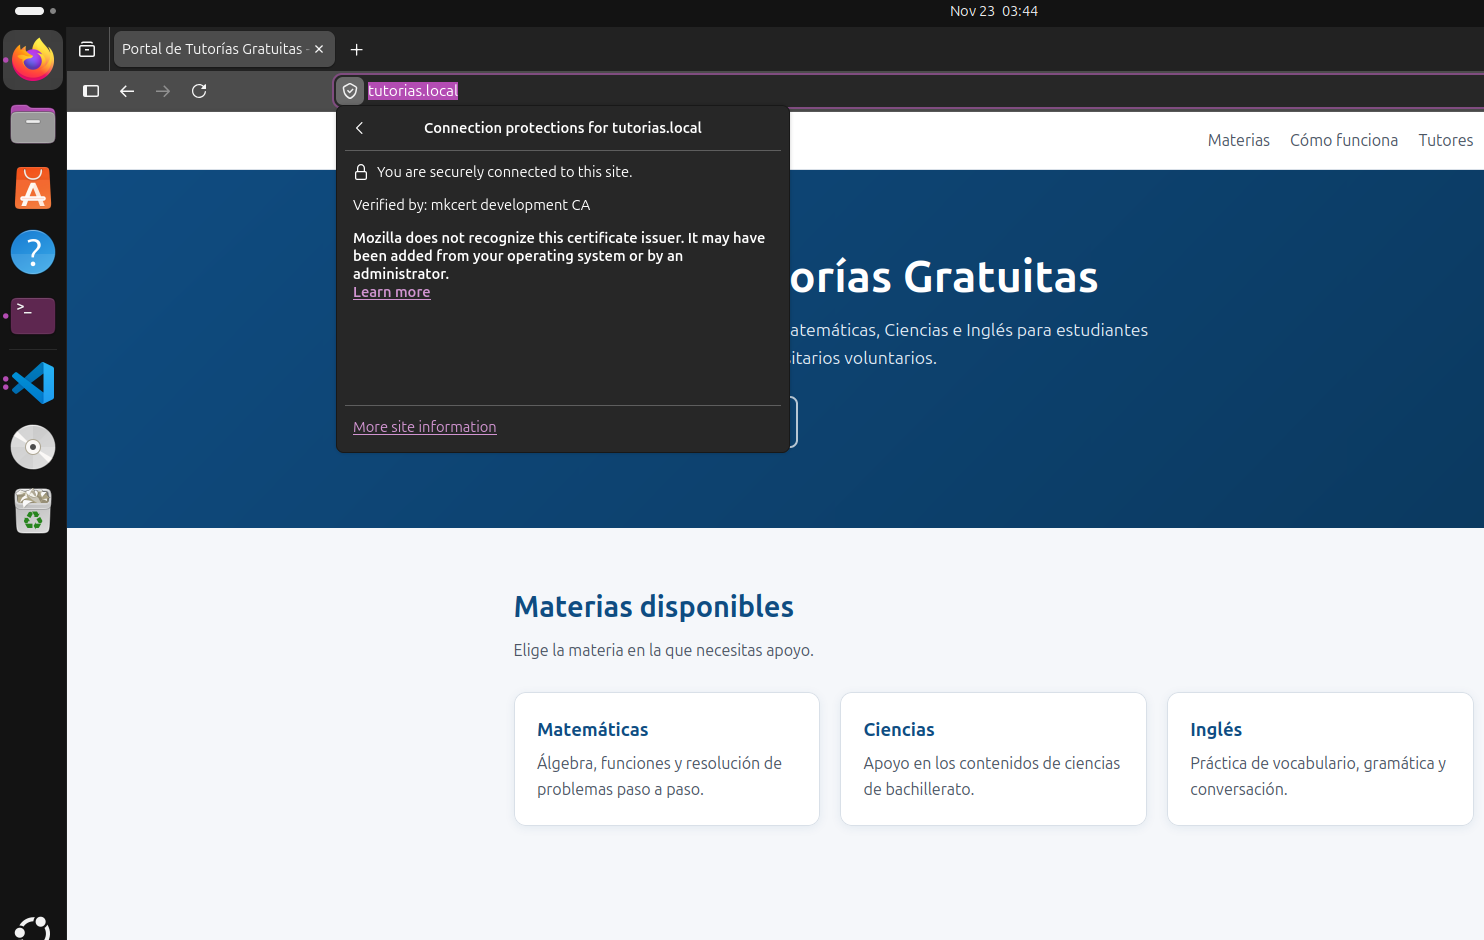 Nov 23 03:44
Portal de Tutorías Gratuitas -
tutorias.local
Connection protections for tutorias.local
You are securely connected to this site.
Verified by: mkcert development CA
Mozilla does not recognize this certificate issuer. It may have
been added from your operating system or by an
administrator.
Learn more
More site information
Materias Cómo funciona Tutores
orías Gratuitas
atemáticas, Ciencias e Inglés para estudiantes
sitarios voluntarios.
Materias disponibles
Elige la materia en la que necesitas apoyo.
Matemáticas
Álgebra, funciones y resolución de
problemas paso a paso.
Ciencias
Apoyo en los contenidos de ciencias
de bachillerato.
Inglés
Práctica de vocabulario, gramática y
conversación.